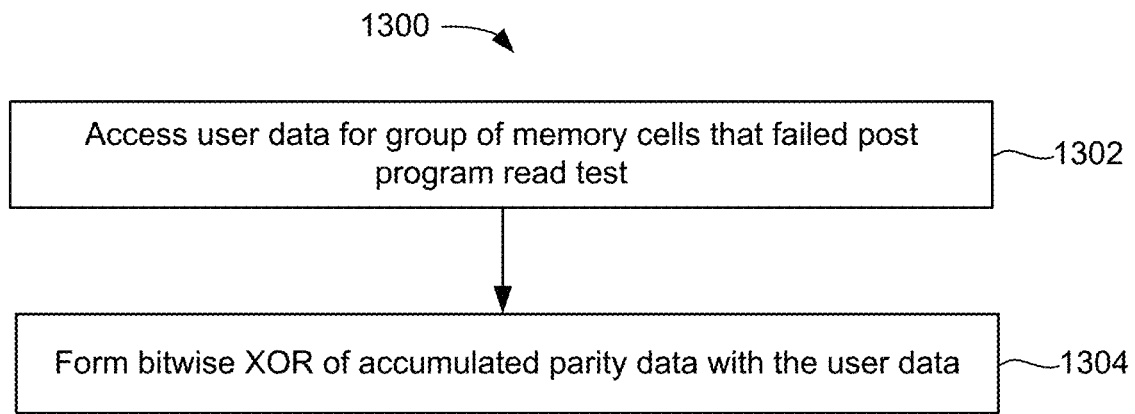 1300
Access user data for group of memory cells that failed post
program read test
1302
Form bitwise XOR of accumulated parity data with the user data
1304